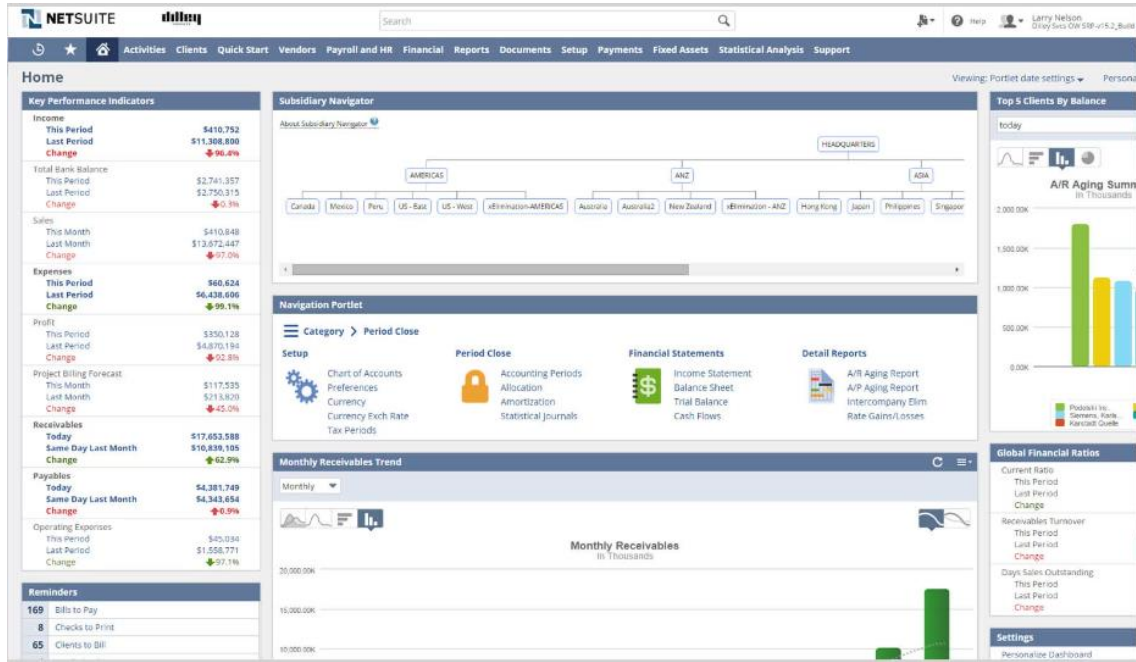 NETSUITE
dilley
Search
Help
Larry Nelson
Activities Clients Quick Start Vendors Payroll and HR Financial Reports Documents Setup Payments Fixed Assets Statistical Analysis Support
Home
Viewing: Portlet date settings
Key Performance Indicators
Income
This Period $410,752
Last Period $11,308,800
Change 96.4%
Total Bank Balance
This Period $2,741,357
Last Period $2,750,315
Change 0.3%
Sales
This Month $410,848
Last Month $13,672,447
Change 97.0%
Expenses
This Period $60,624
Last Period $6,438,606
Change 99.1%
Profit
This Period $350,128
Last Period $4,870,194
Change 92.8%
Project Billing Forecast
This Month $117,535
Last Month $213,820
Change 45.0%
Receivables
Today $17,653,588
Same Day Last Month $10,839,105
Change 62.9%
Payables
Today $4,381,749
Same Day Last Month $4,343,654
Change 0.9%
Operating Expenses
This Period $45,034
Last Period $1,558,771
Change 97.1%
Reminders
169 Bills to Pay
8 Checks to Print
65 Clients to Bill
Subsidiary Navigator
About Subsidiary Navigator
HEADQUARTERS
AMERICAS ANZ ASIA
Canada Mexico Peru US - East US - West xElimination-AMERICAS Australia Australia2 New Zealand xElimination - ANZ Hong Kong Japan Philippines Singapor
Navigation Portlet
Category > Period Close
Setup
Chart of Accounts
Preferences
Currency
Currency Exch Rate
Tax Periods
Period Close
Accounting Periods
Allocation
Amortization
Statistical Journals
Financial Statements
Income Statement
Balance Sheet
Trial Balance
Cash Flows
Detail Reports
A/R Aging Report
A/P Aging Report
Intercompany Elim
Rate Gains/Losses
Monthly Receivables Trend
Monthly
Monthly Receivables
In Thousands
20,000.00K
15,000.00K
10,000.00K
Top 5 Clients By Balance
today
A/R Aging Summ
In Thousands
2,000.00K
1,500.00K
1,000.00K
500.00K
0.00K
Podolski Inc.
Siemens, Karls...
Karstadt Quelle
Global Financial Ratios
Current Ratio
This Period
Last Period
Change
Receivables Turnover
This Period
Last Period
Change
Days Sales Outstanding
This Period
Last Period
Change
Settings
Personalize Dashboard